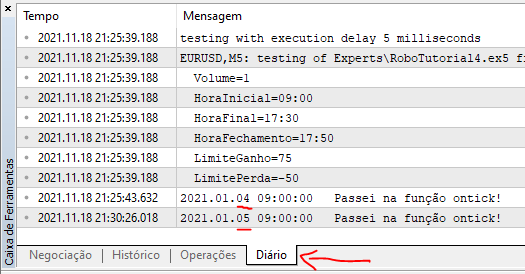 Tempo Mensagem
2021.11.18 21:25:39.188 testing with execution delay 5 milliseconds
2021.11.18 21:25:39.188 EURUSD,M5: testing of Experts\RoboTutorial4.ex5 f
2021.11.18 21:25:39.188 Volume=1
2021.11.18 21:25:39.188 HoraInicial=09:00
2021.11.18 21:25:39.188 HoraFinal=17:30
2021.11.18 21:25:39.188 HoraFechamento=17:50
2021.11.18 21:25:39.188 LimiteGanho=75
2021.11.18 21:25:39.188 LimitePerda=-50
2021.11.18 21:25:43.632 2021.01.04 09:00:00 Passei na função ontick!
2021.11.18 21:30:26.018 2021.01.05 09:00:00 Passei na função ontick!
Caixa de Ferramentas
Negociação Histórico Operações Diário